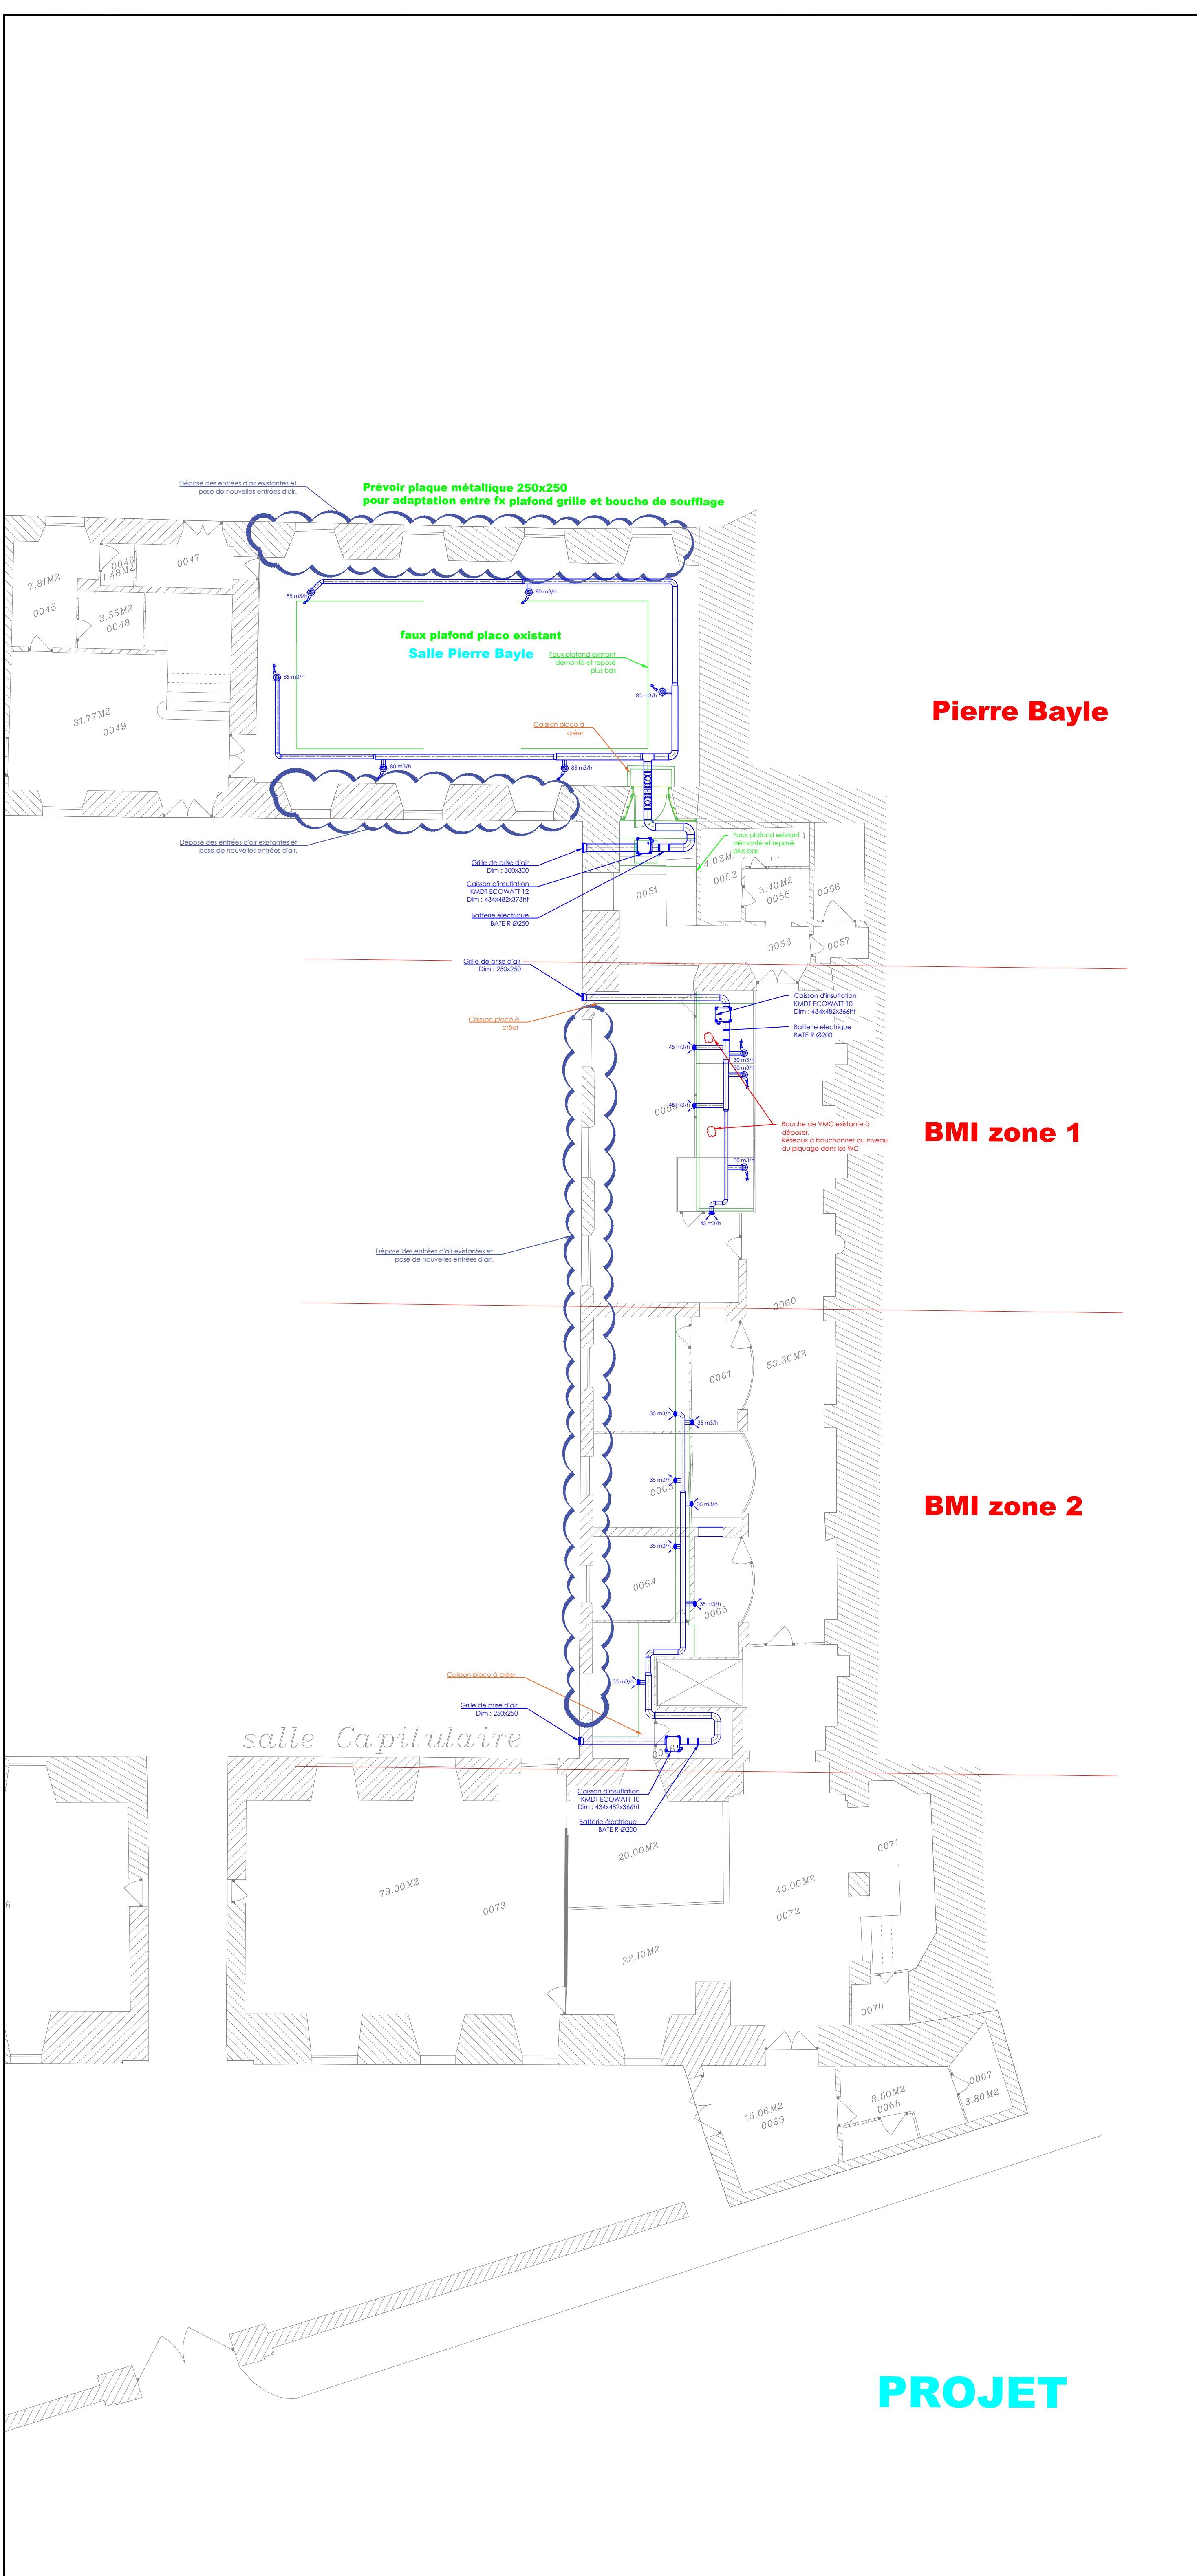 Dépose des entrées d'air existantes et
pose de nouvelles entrées d'air.
Prévoir plaque métallique 250x250
pour adaptation entre fx plafond grille et bouche de soufflage
7.81M2
0045
0046
1.48M2
0047
3.55M2
0048
31.77M2
0049
85 m3/h
80 m3/h
faux plafond placo existant
Salle Pierre Bayle
Faux plafond existant
démonté et reposé
plus bas
85 m3/h
85 m3/h
Caisson placo à
créer
80 m3/h
85 m3/h
Pierre Bayle
Dépose des entrées d'air existantes et
pose de nouvelles entrées d'air.
Grille de prise d'air
Dim : 300x300
Caisson d'insuflation
KMDT ECOWATT 12
Dim : 434x482x373ht
Batterie électrique
BATE R Ø250
Faux plafond existant
démonté et reposé
plus bas
0051
4.02M
0052
3.40M2
0055
0056
0058
0057
Grille de prise d'air
Dim : 250x250
Caisson placo à
créer
Caisson d'insuflation
KMDT ECOWATT 10
Dim : 434x482x366ht
Batterie électrique
BATE R Ø200
45 m3/h
30 m3/h
30 m3/h
45 m3/h
Bouche de VMC existante à
déposer.
Réseaux à bouchonner au niveau
du piquage dans les WC
BMI zone 1
30 m3/h
45 m3/h
Dépose des entrées d'air existantes et
pose de nouvelles entrées d'air.
0060
53.30M2
0061
35 m3/h
35 m3/h
35 m3/h
35 m3/h
35 m3/h
35 m3/h
BMI zone 2
0064
0065
35 m3/h
Caisson placo à créer
Grille de prise d'air
Dim : 250x250
salle Capitulaire
Caisson d'insuflation
KMDT ECOWATT 10
Dim : 434x482x366ht
Batterie électrique
BATE R Ø200
20.00M2
79.00M2
0073
22.10M2
43.00M2
0072
0071
0070
6
15.06M2
0069
8.50M2
0068
0067
3.80M2
PROJET